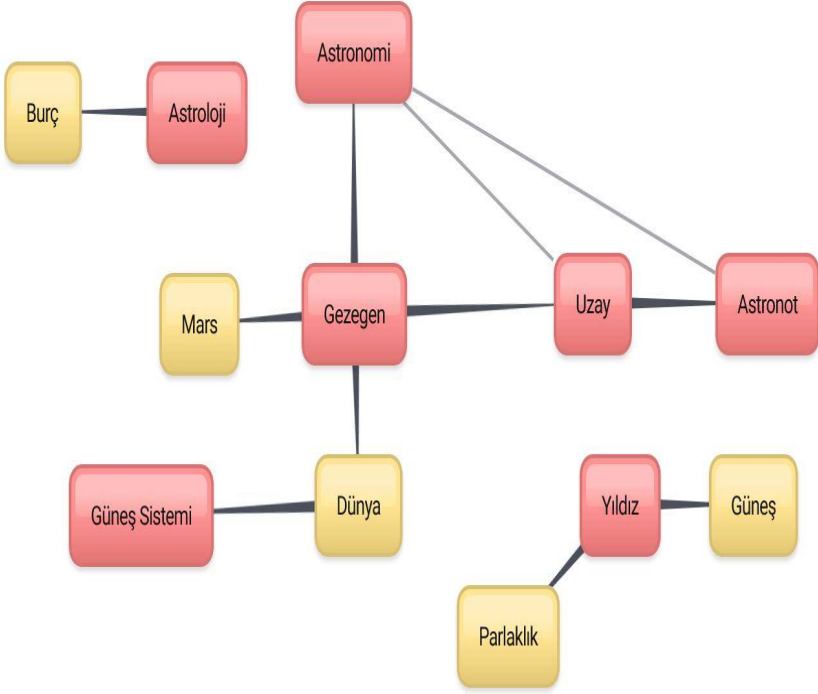 Astronomi
Burç
Astroloji
Mars
Gezegen
Uzay
Astronot
Güneş Sistemi
Dünya
Yıldız
Güneş
Parlaklık